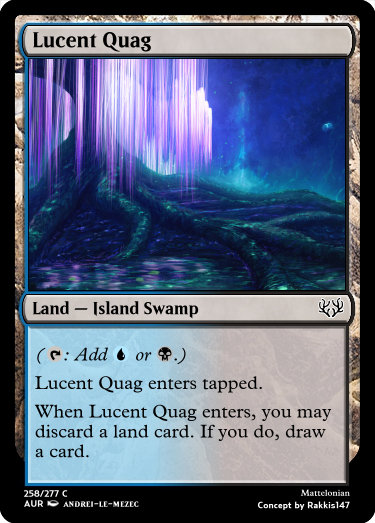 Lucent Quag
Land — Island Swamp
(: Add or .)
Lucent Quag enters tapped.
When Lucent Quag enters, you may
discard a land card. If you do, draw
a card.
258/277 C
Mattelonian
AUR ANDREI-LE-MEZEC
Concept by Rakkis147